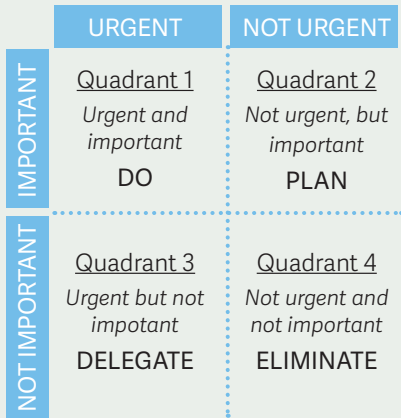 URGENT
NOT URGENT
IMPORTANT
Quadrant 1
Urgent and
important
DO
Quadrant 2
Not urgent, but
important
PLAN
NOT IMPORTANT
Quadrant 3
Urgent but not
impotant
DELEGATE
Quadrant 4
Not urgent and
not important
ELIMINATE